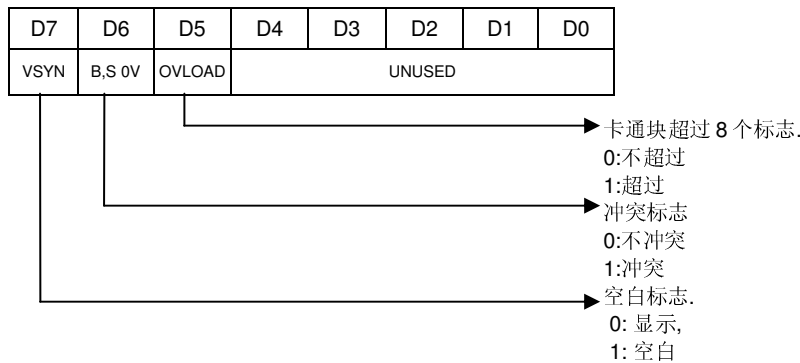 D7 D6 D5 D4 D3 D2 D1 D0
VSYN B,S 0V OVLOAD UNUSED
卡通块超过 8 个标志.
0:不超过
1:超过
冲突标志
0:不冲突
1:冲突
空白标志.
0: 显示,
1: 空白